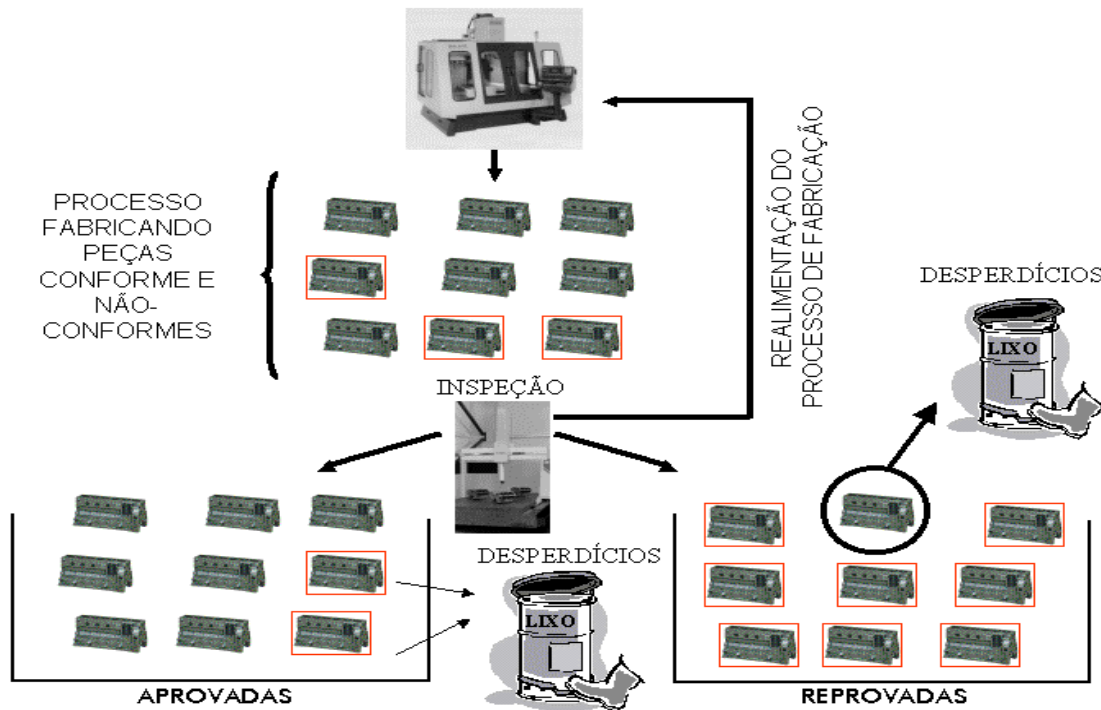 PROCESSO
FABRICANDO
PEÇAS
CONFORME E
NÃO-
CONFORMES
REALIMENTAÇÃO DO
PROCESSO DE FABRICAÇÃO
DESPERDÍCIOS
LIXO
INSPEÇÃO
DESPERDÍCIOS
LIXO
APROVADAS
REPROVADAS